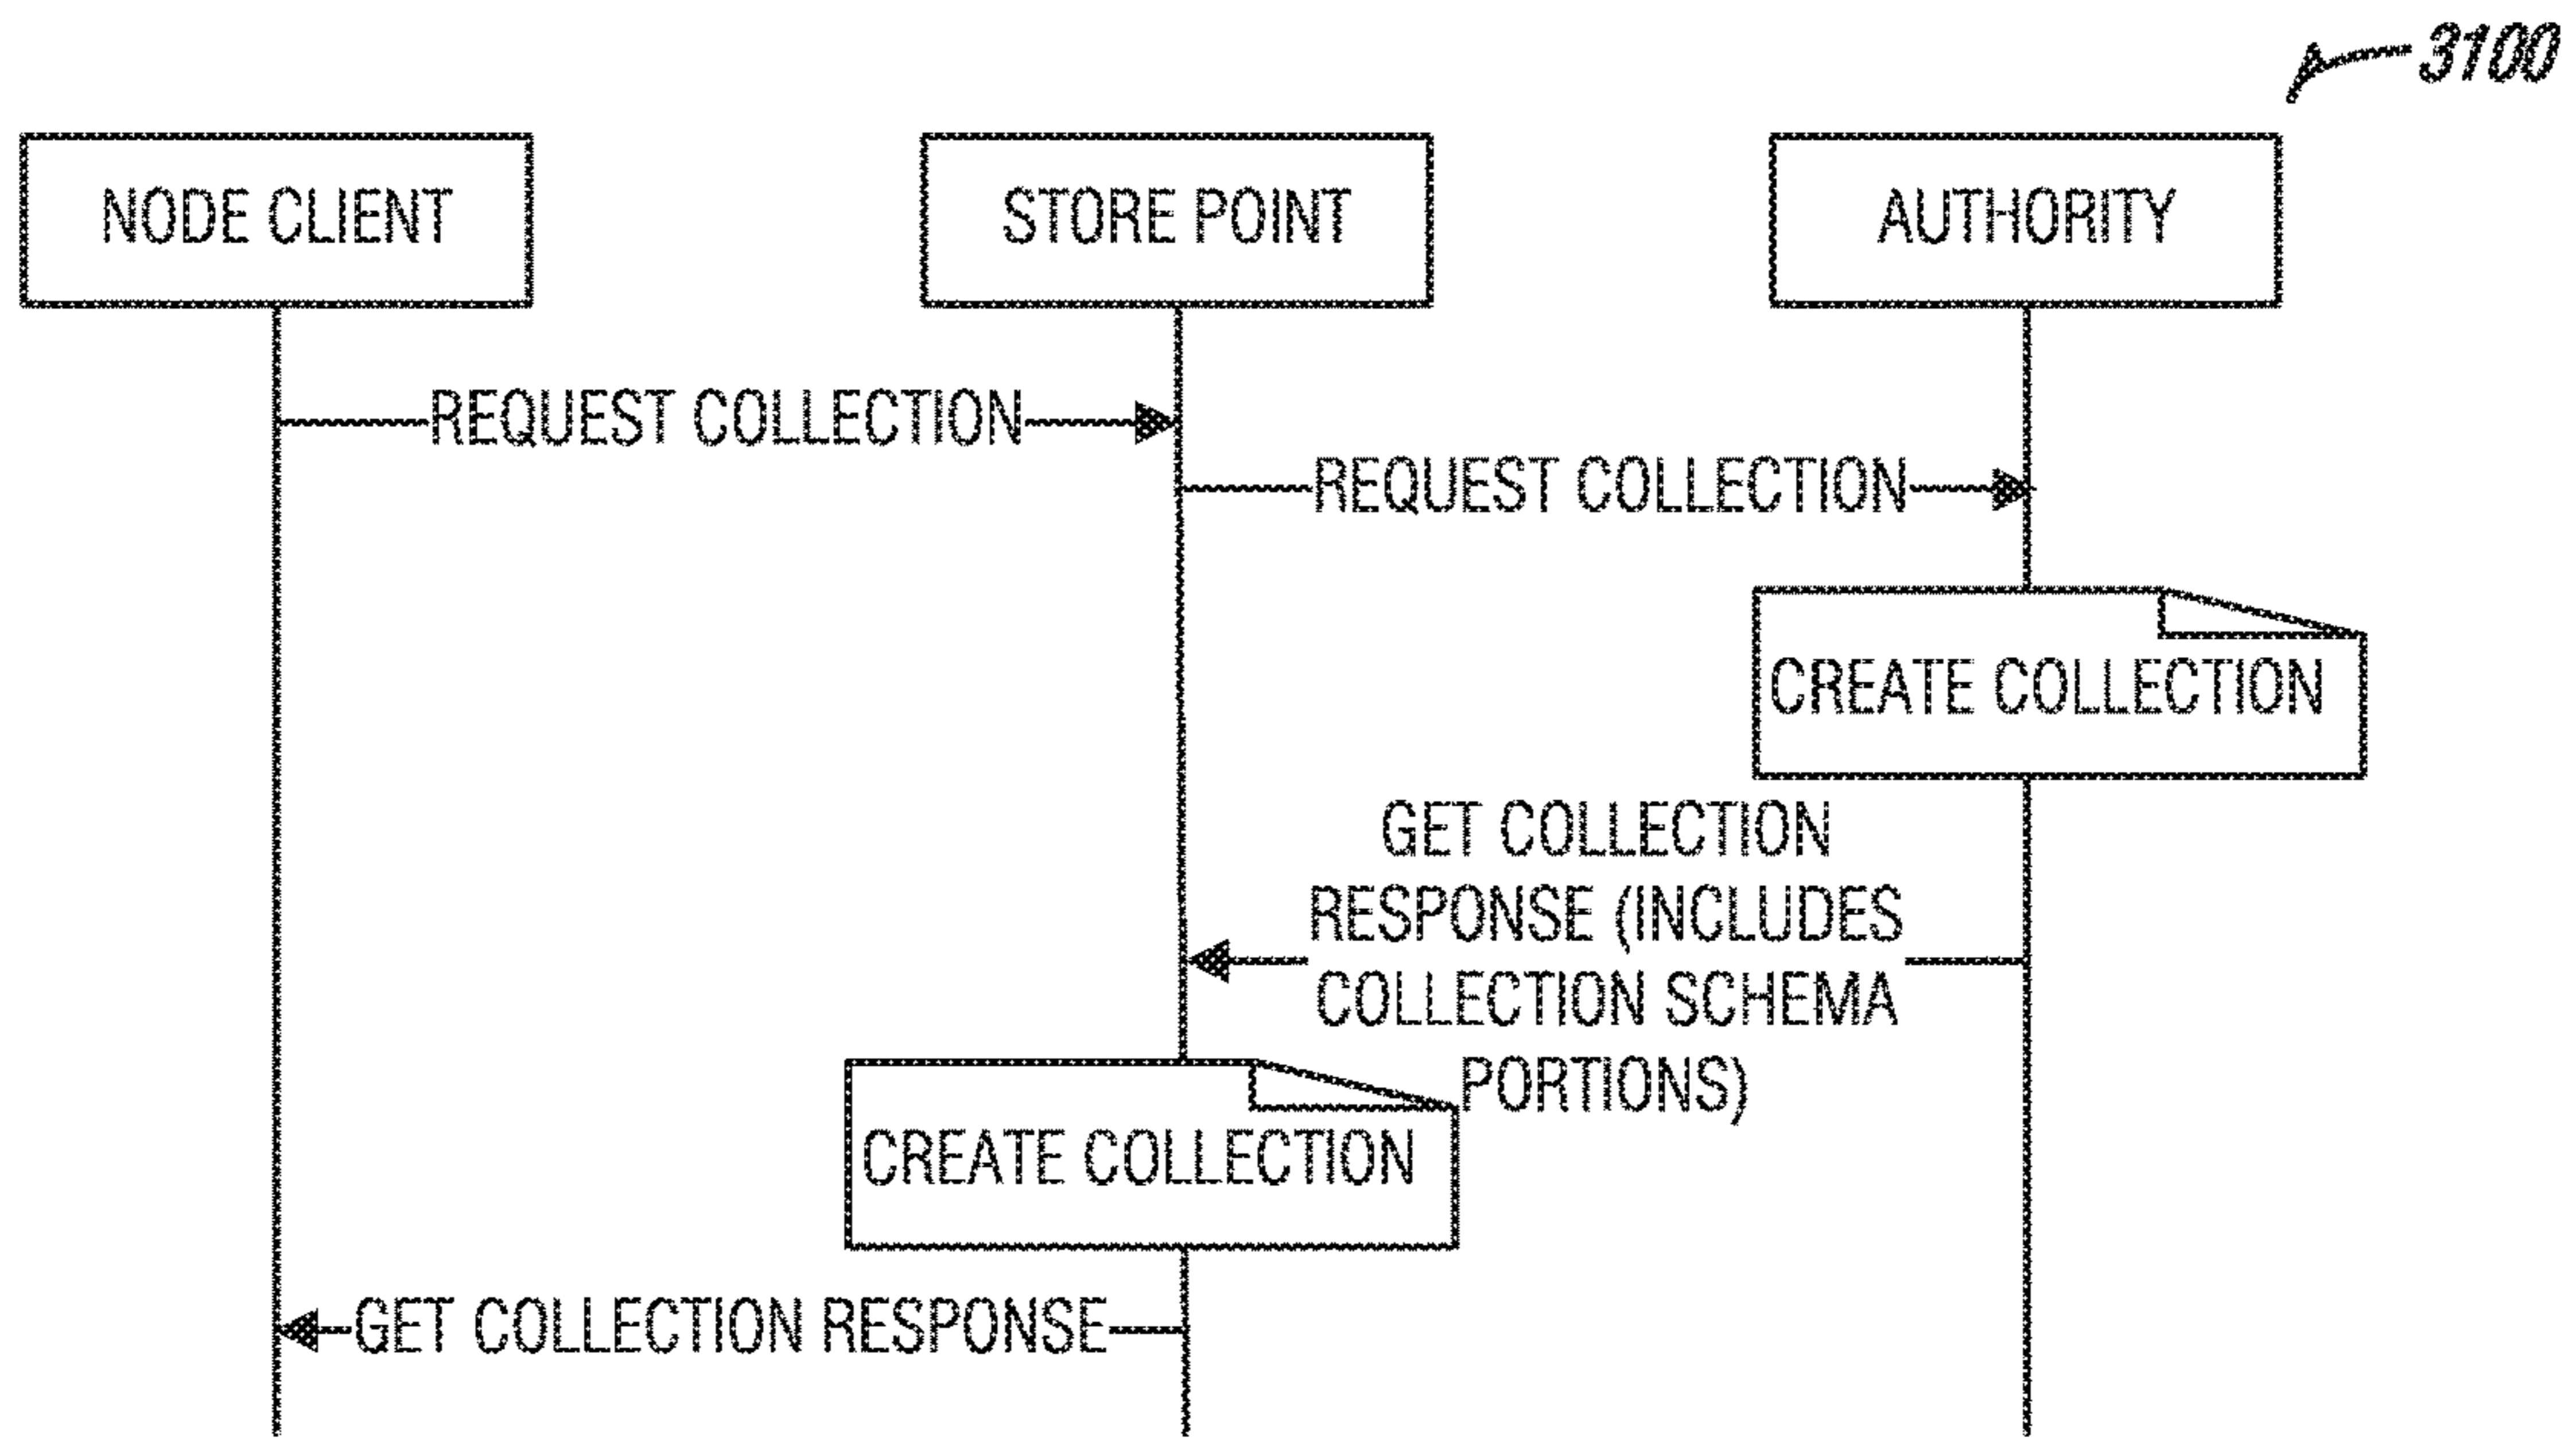 3100
NODE CLIENT
STORE POINT
AUTHORITY
REQUEST COLLECTION
REQUEST COLLECTION
CREATE COLLECTION
GET COLLECTION
RESPONSE (INCLUDES
COLLECTION SCHEMA
PORTIONS)
CREATE COLLECTION
GET COLLECTION RESPONSE